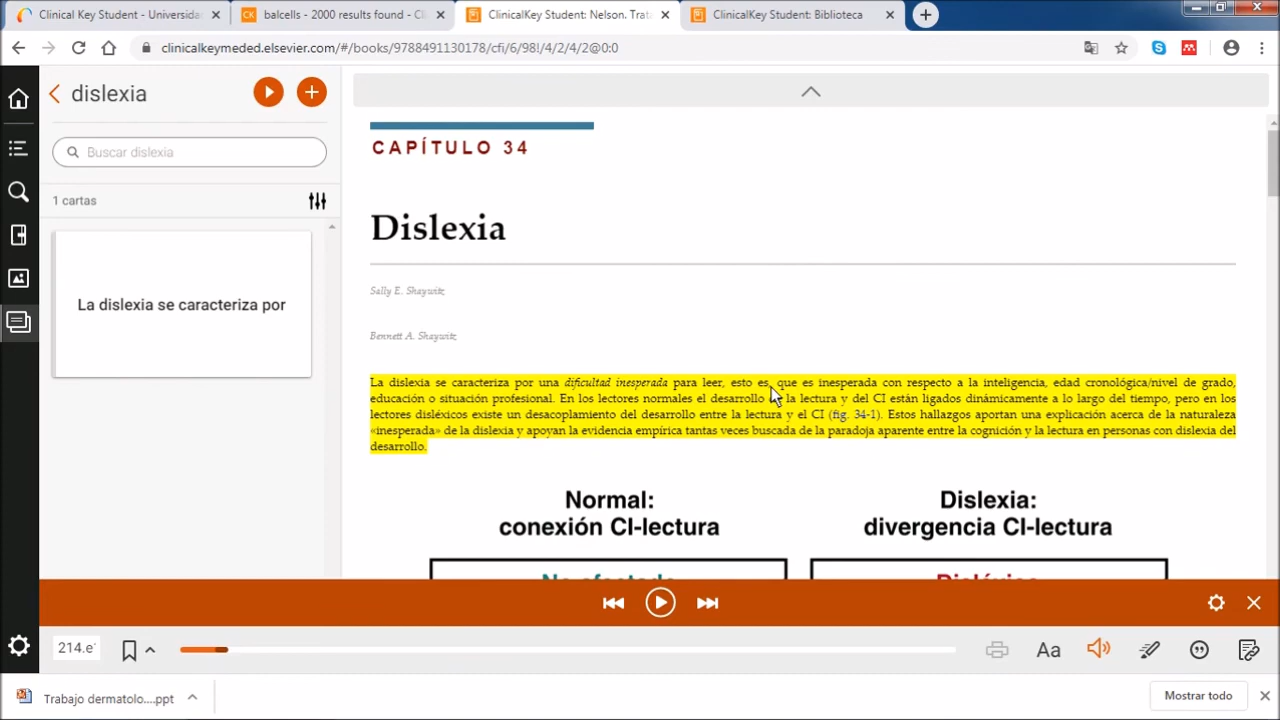 Clinical Key Student - Universidad
balcells - 2000 results found - Cli
ClinicalKey Student: Nelson. Trata
ClinicalKey Student: Biblioteca
clinicalkeymeded.elsevier.com/#/books/9788491130178/cfi/6/98!/4/2/4/2@0:0
dislexia
Buscar dislexia
1 cartas
La dislexia se caracteriza por
CAPÍTULO 34
Dislexia
Sally E. Shaywitz
Bennett A. Shaywitz
La dislexia se caracteriza por una dificultad inesperada para leer, esto es, que es inesperada con respecto a la inteligencia, edad cronológica/nivel de grado,
educación o situación profesional. En los lectores normales el desarrollo de la lectura y del CI están ligados dinámicamente a lo largo del tiempo, pero en los
lectores disléxicos existe un desacoplamiento del desarrollo entre la lectura y el CI (fig. 34-1). Estos hallazgos aportan una explicación acerca de la naturaleza
«inesperada» de la dislexia y apoyan la evidencia empírica tantas veces buscada de la paradoja aparente entre la cognición y la lectura en personas con dislexia del
desarrollo.
Normal:
conexión CI-lectura
Dislexia:
divergencia CI-lectura
214.e
Aa
Trabajo dermatolo....ppt
Mostrar todo